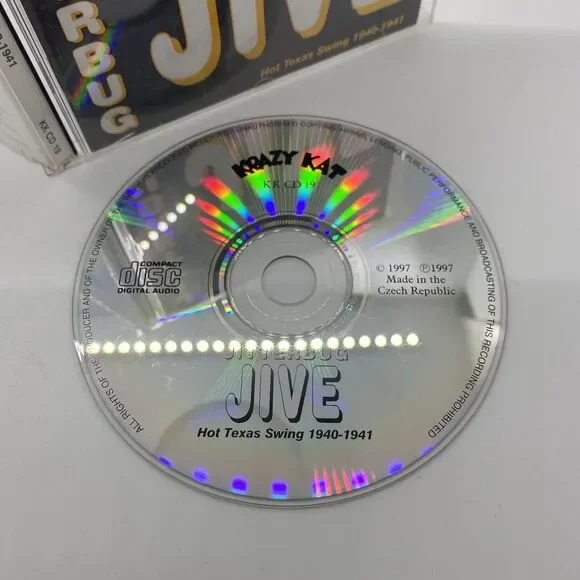 RBUG
JIVE
Hot Texas Swing 1940-1941
-1941
KK CD 19
KRAZY KAT
KK CD 19
COMPACT
disc
DIGITAL AUDIO
© 1997 ℗1997
Made in the
Czech Republic
JITTERBUG
JIVE
Hot Texas Swing 1940-1941
ALL RIGHTS OF THE PRODUCER AND OF THE OWNER OF PUBLIC PERFORMANCE AND BROADCASTING OF THIS RECORDING PROHIBITED